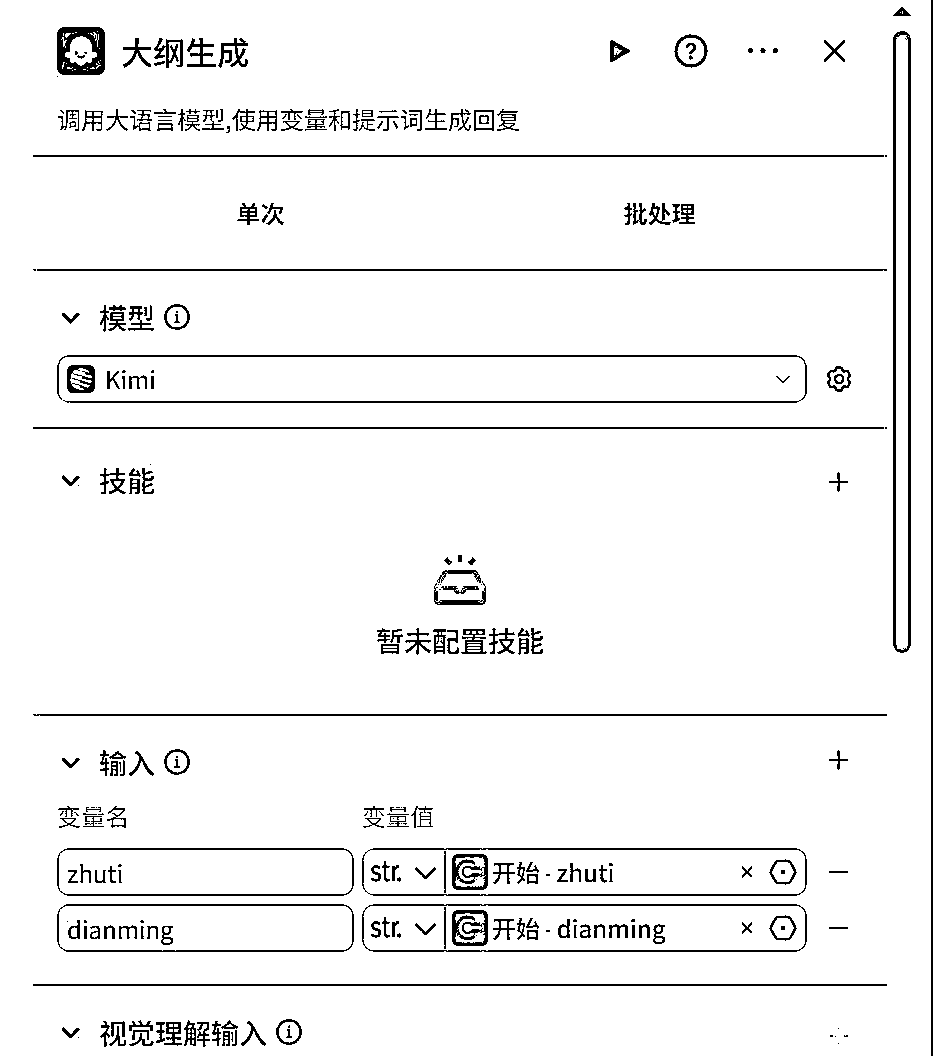 大纲生成
调用大语言模型,使用变量和提示词生成回复
单次 批处理
模型
Kimi
技能
暂未配置技能
输入
变量名 变量值
zhuti str. 开始 - zhuti
dianming str. 开始 - dianming
视觉理解输入